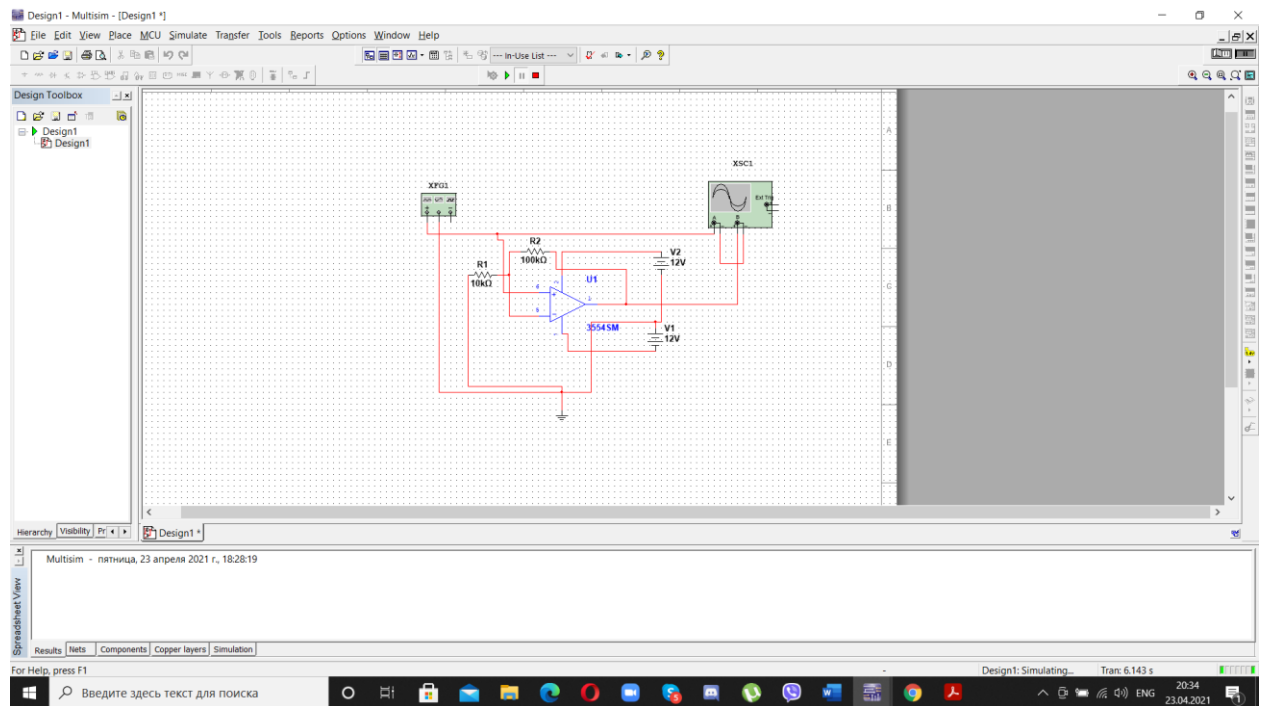 Design1 - Multisim - [Design1 *]
File Edit View Place MCU Simulate Transfer Tools Reports Options Window Help
--- In-Use List ---
Design Toolbox
Design1
Design1
A
XSC1
XFG1
Ext Trig
B
A
B
R2
100kΩ
V2
12V
R1
10kΩ
U1
C
3554SM
V1
12V
D
E
Hierarchy Visibility Pr
Design1 *
Multisim - пятница, 23 апреля 2021 г., 18:28:19
Spreadsheet View
Results Nets Components Copper layers Simulation
For Help, press F1
Design1: Simulating... Tran: 6.143 s
Введите здесь текст для поиска
ENG
20:34
23.04.2021